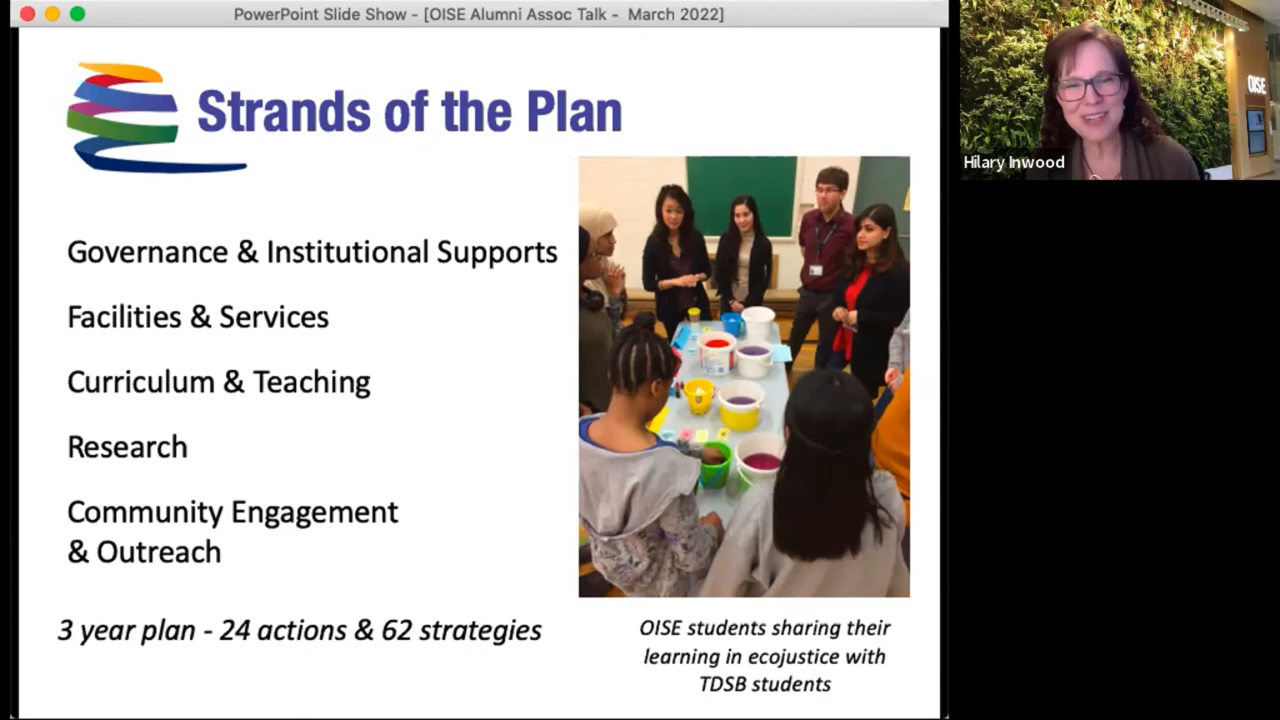 PowerPoint Slide Show - [OISE Alumni Assoc Talk - March 2022]
Strands of the Plan
OISE
Hilary Inwood
Governance & Institutional Supports
Facilities & Services
Curriculum & Teaching
Research
Community Engagement
& Outreach
3 year plan - 24 actions & 62 strategies
OISE students sharing their
learning in ecojustice with
TDSB students